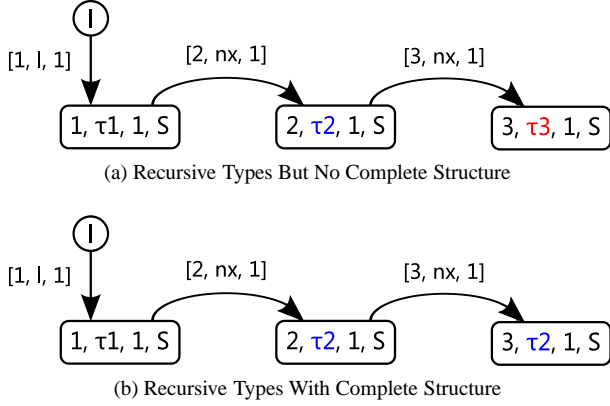 l
[1, l, 1]
[2, nx, 1]
[3, nx, 1]
1, τ1, 1, S
2, τ2, 1, S
3, τ3, 1, S
(a) Recursive Types But No Complete Structure
l
[1, l, 1]
[2, nx, 1]
[3, nx, 1]
1, τ1, 1, S
2, τ2, 1, S
3, τ2, 1, S
(b) Recursive Types With Complete Structure